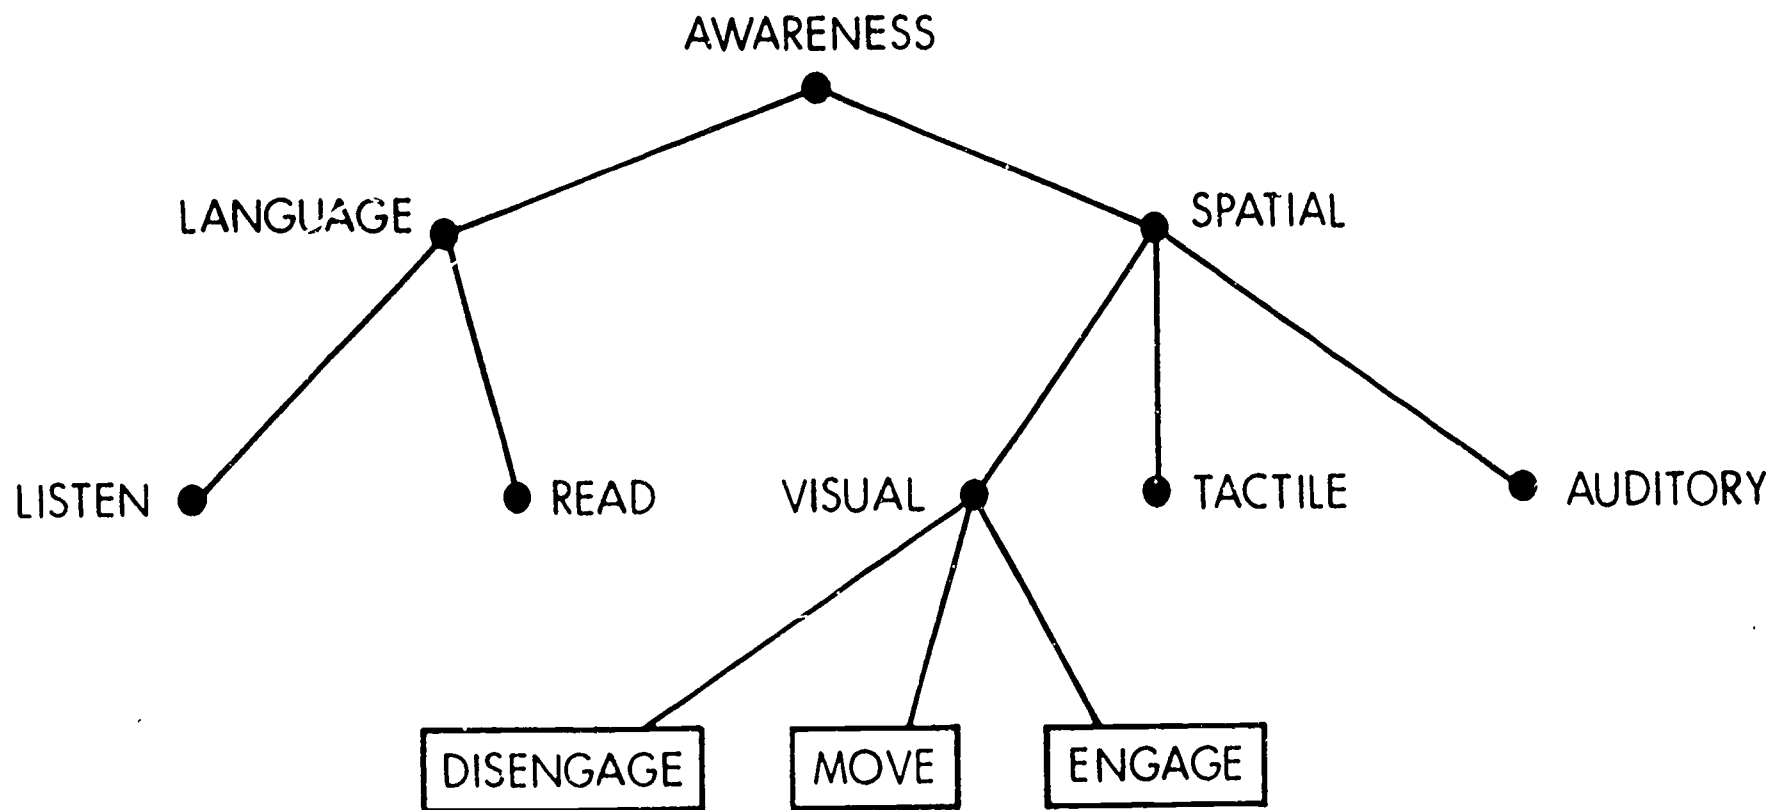 AWARENESS
LANGUAGE
SPATIAL
LISTEN
READ
VISUAL
TACTILE
AUDITORY
DISENGAGE
MOVE
ENGAGE